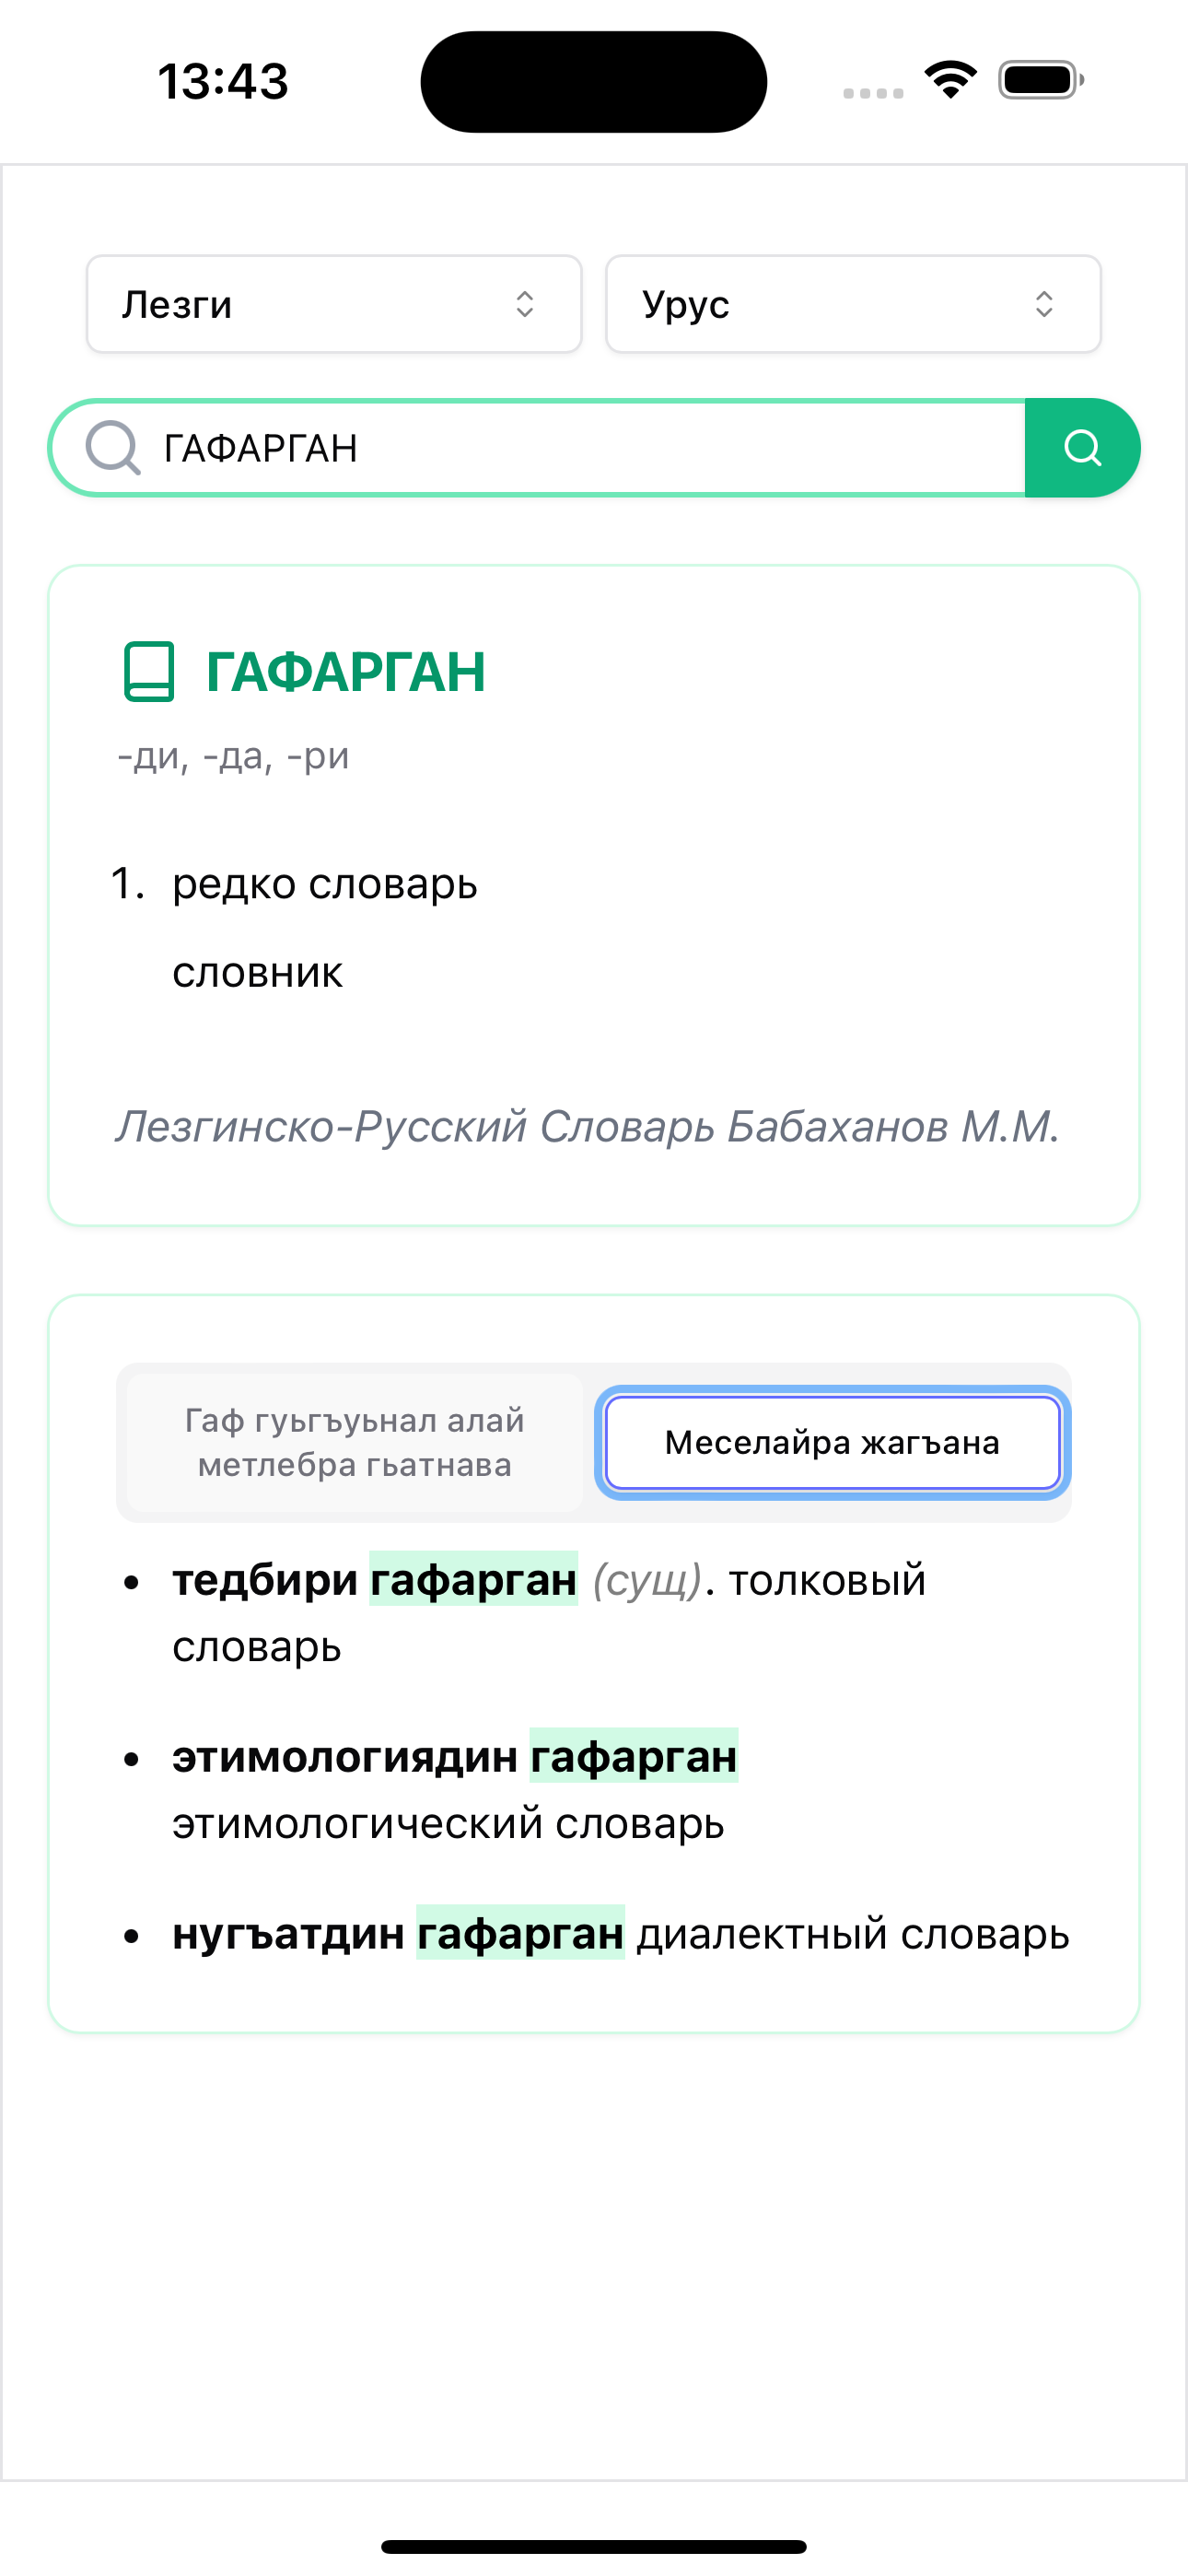 13:43
Лезги
Урус
ГАФАРГАН
ГАФАРГАН
-ди, -да, -ри
1. редко словарь
словник
Лезгинско-Русский Словарь Бабаханов М.М.
Гаф гуьгъуьнал алай
метлебра гьатнава
Меселайра жагъана
• тедбири гафарган (сущ). толковый
словарь
• этимологиядин гафарган
этимологический словарь
• нугъатдин гафарган диалектный словарь